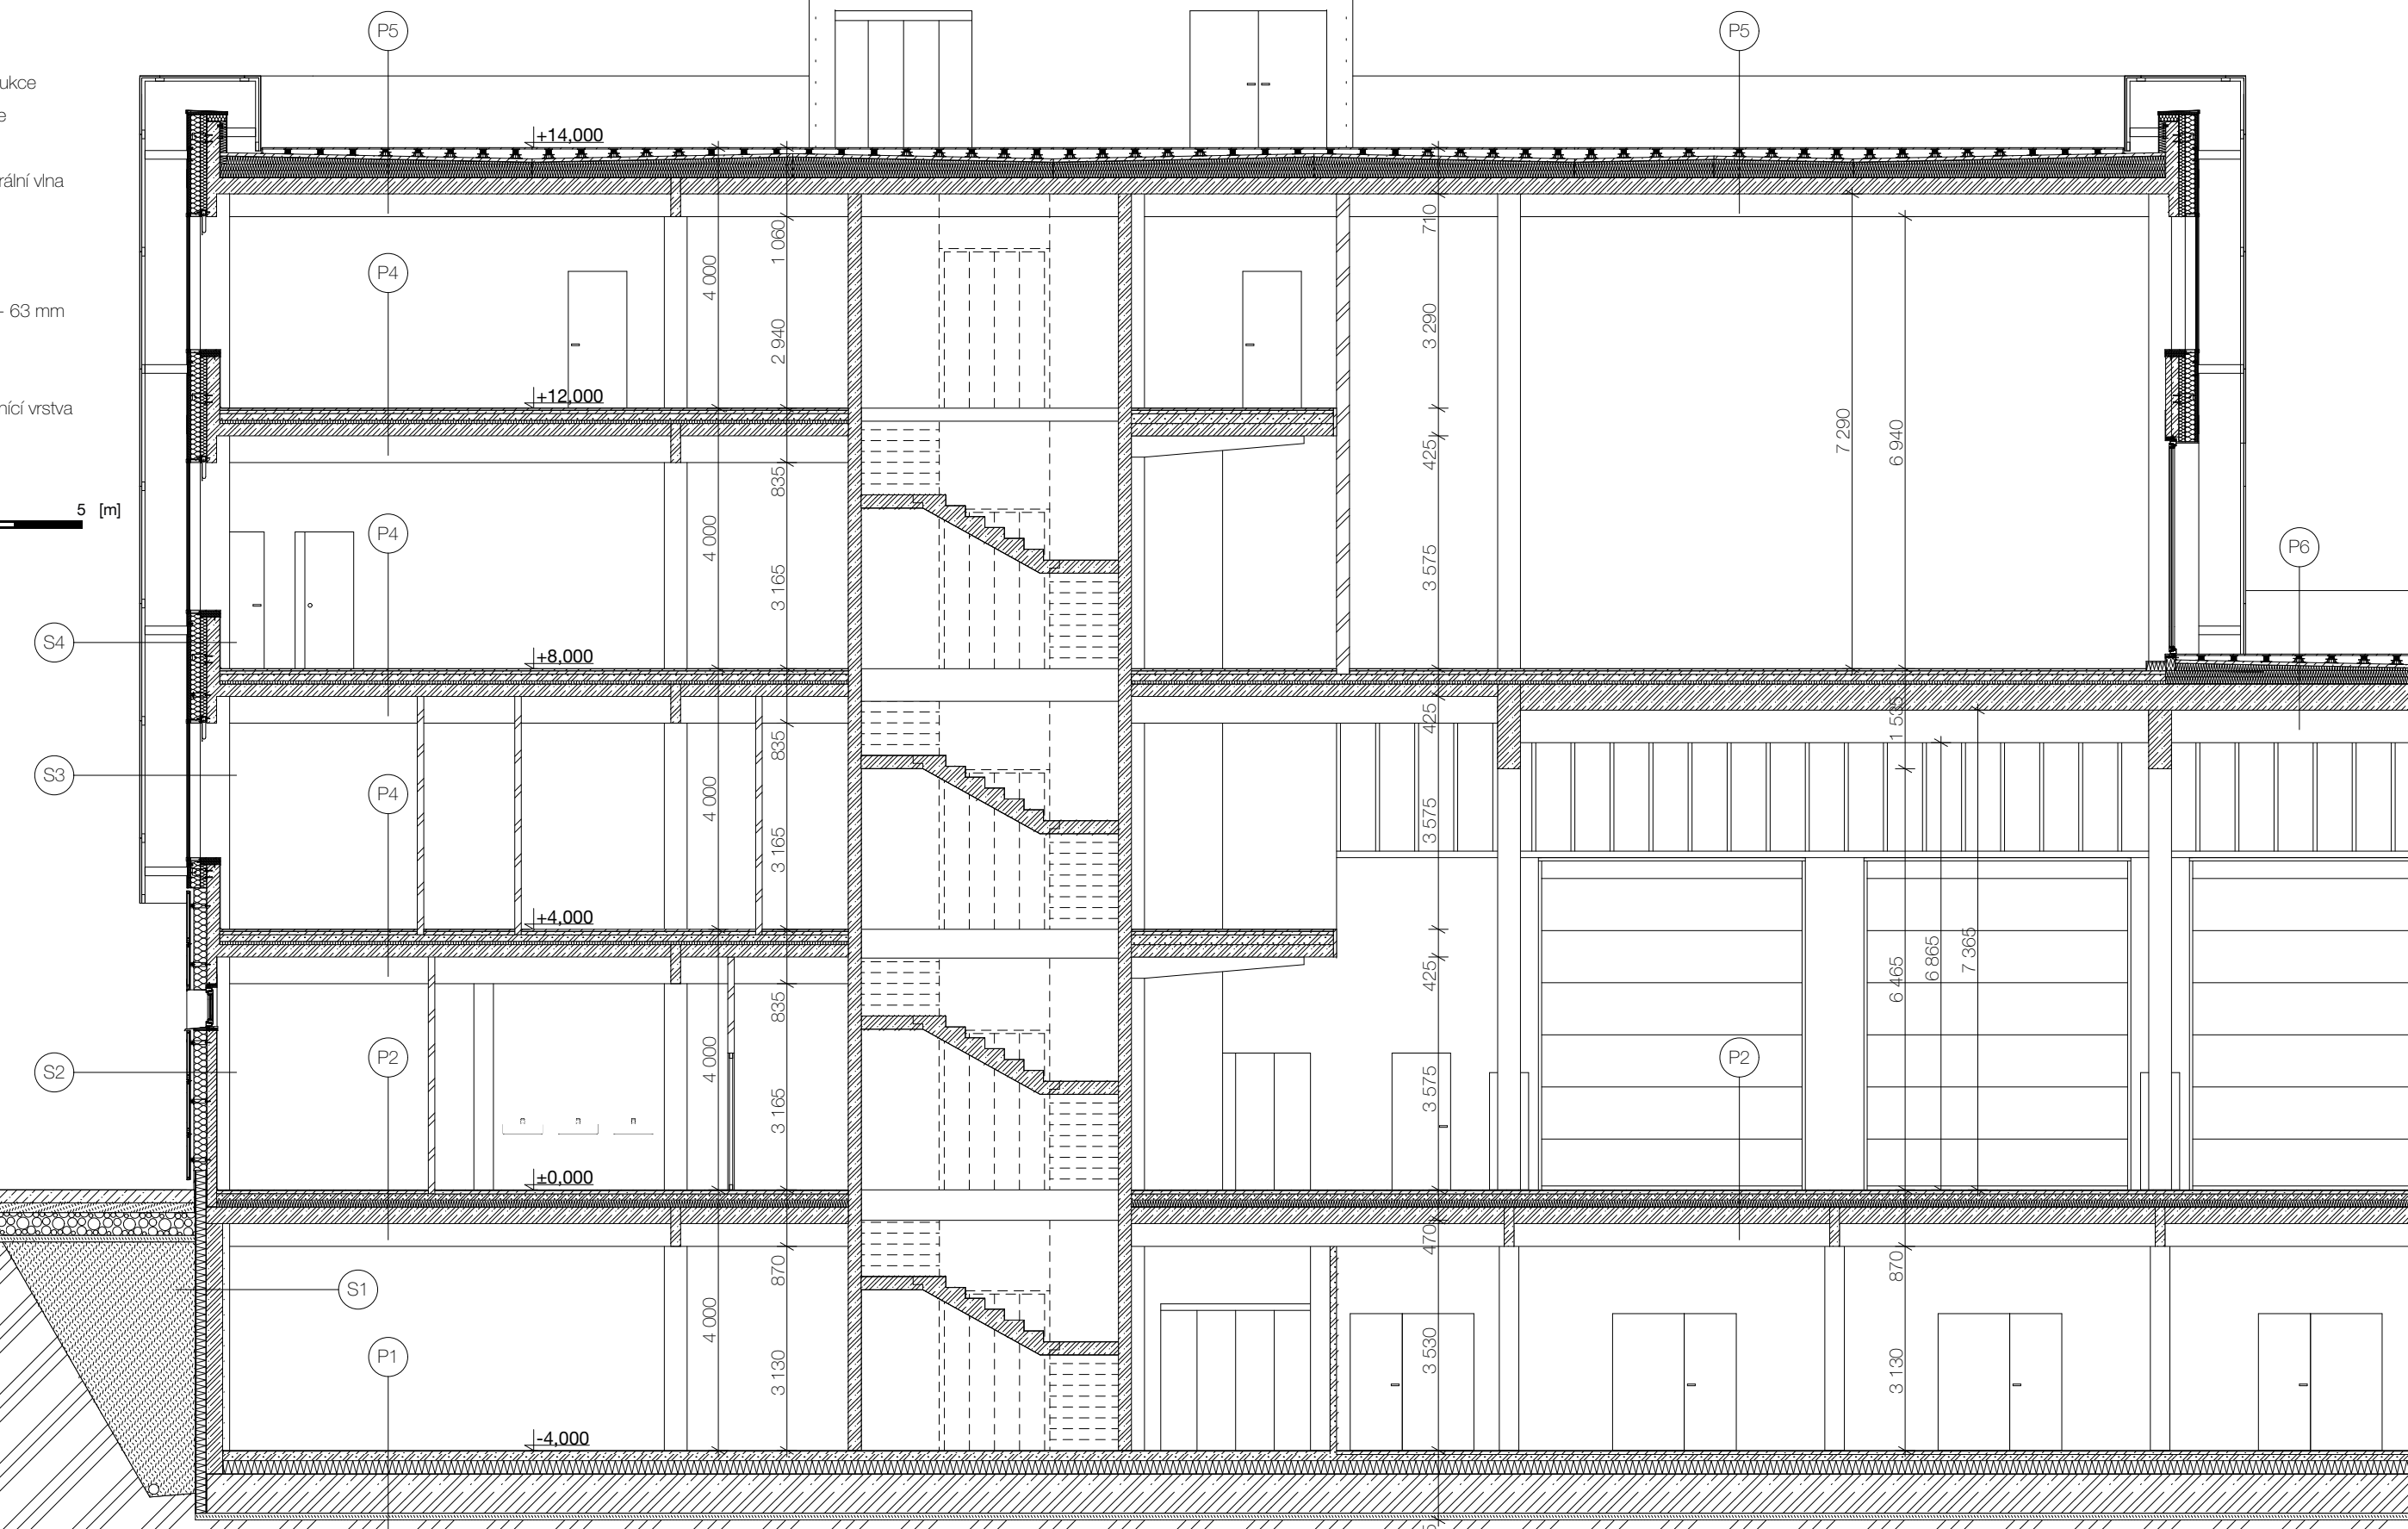 P5
P5
ukce
e
+14,000
rální vlna
710
1 060
P4
4 000
- 63 mm
3 290
2 940
+12,000
nící vrstva
7 290
6 940
425
835
5 [m]
P4
4 000
P6
3 575
3 165
S4
+8,000
425
1 535
835
S3
P4
4 000
3 575
3 165
+4,000
6 865
7 365
425
6 465
835
P2
P2
4 000
S2
3 575
3 165
±0,000
470
870
870
S1
4 000
P1
3 530
3 130
3 130
-4,000